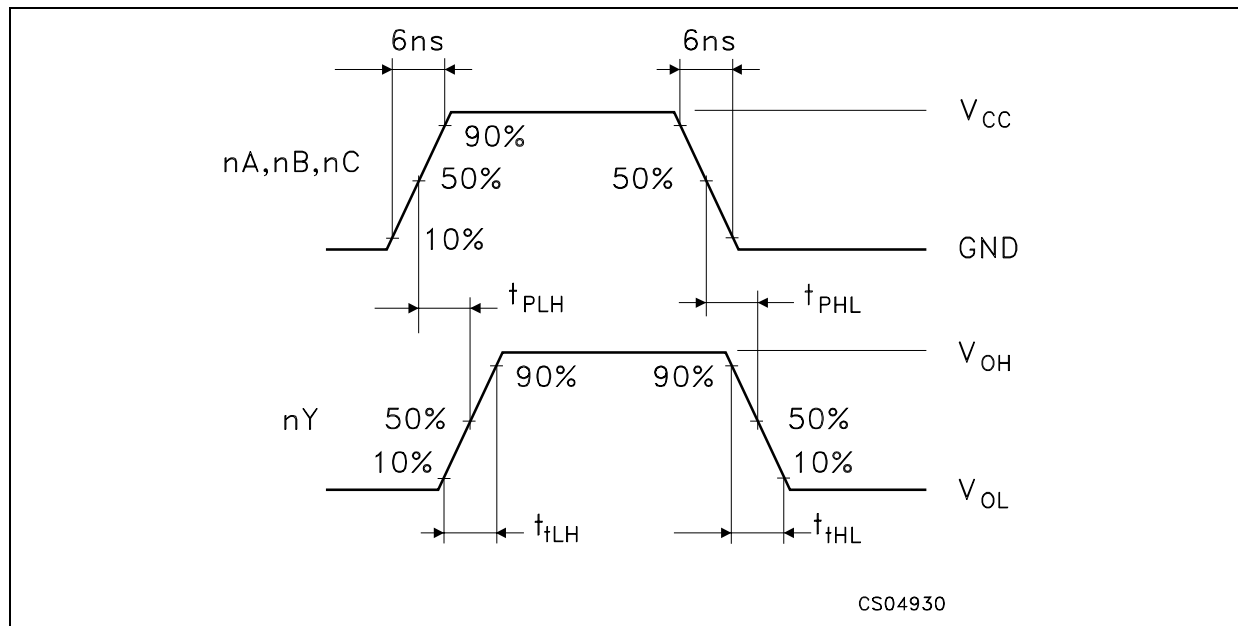 6ns 6ns
V_CC
90%
nA,nB,nC 50% 50%
10% GND
t_PLH t_PHL
V_OH
90% 90%
nY 50% 50%
10% 10%
V_OL
t_tLH t_tHL
CS04930